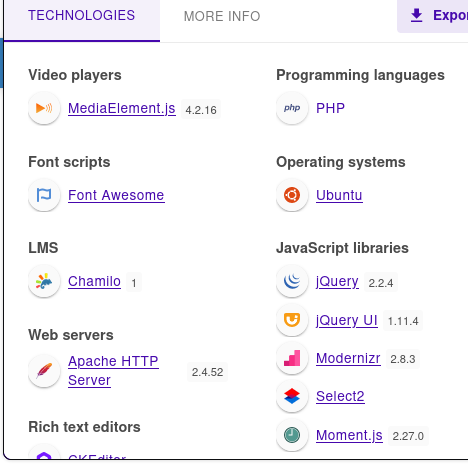 TECHNOLOGIES
MORE INFO
Expor
Video players
MediaElement.js 4.2.16
Font scripts
Font Awesome
LMS
Chamilo 1
Web servers
Apache HTTP
Server 2.4.52
Rich text editors
CKEditor
Programming languages
php PHP
Operating systems
Ubuntu
JavaScript libraries
jQuery 2.2.4
jQuery UI 1.11.4
Modernizr 2.8.3
Select2
Moment.js 2.27.0